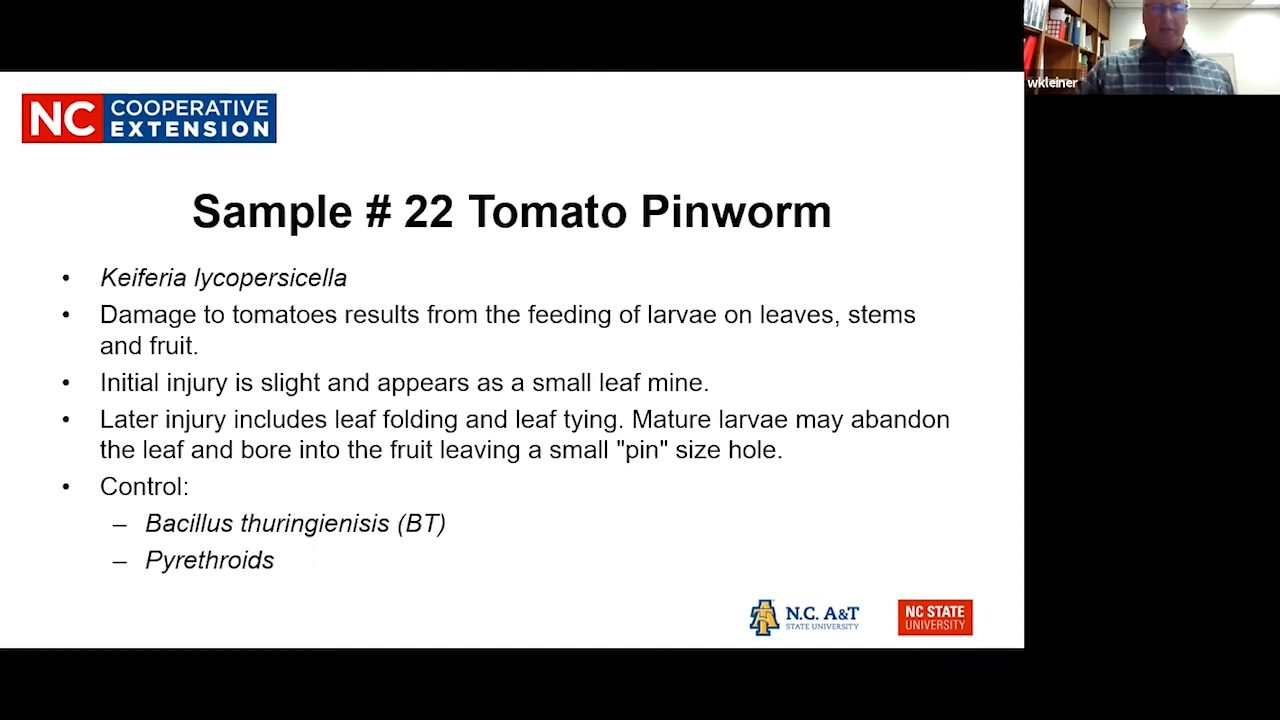 NC COOPERATIVE
EXTENSION
wkleiner
Sample # 22 Tomato Pinworm
• Keiferia lycopersicella
• Damage to tomatoes results from the feeding of larvae on leaves, stems
and fruit.
• Initial injury is slight and appears as a small leaf mine.
• Later injury includes leaf folding and leaf tying. Mature larvae may abandon
the leaf and bore into the fruit leaving a small "pin" size hole.
• Control:
– Bacillus thuringienisis (BT)
– Pyrethroids
N.C. A&T
STATE UNIVERSITY
NC STATE
UNIVERSITY